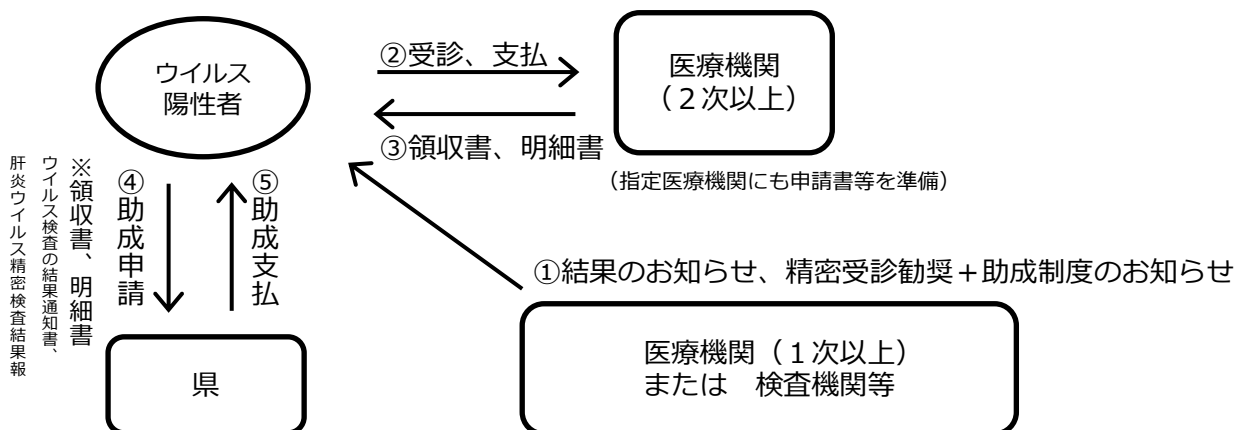 ウイルス
陽性者
②受診、支払
医療機関
（２次以上）
③領収書、明細書
（指定医療機関にも申請書等を準備）
①結果のお知らせ、精密受診勧奨＋助成制度のお知らせ
医療機関（１次以上）
または　検査機関等
⑤助成支払
④助成申請
※領収書、明細書
ウイルス検査の結果通知書、
肝炎ウイルス精密検査結果報
県